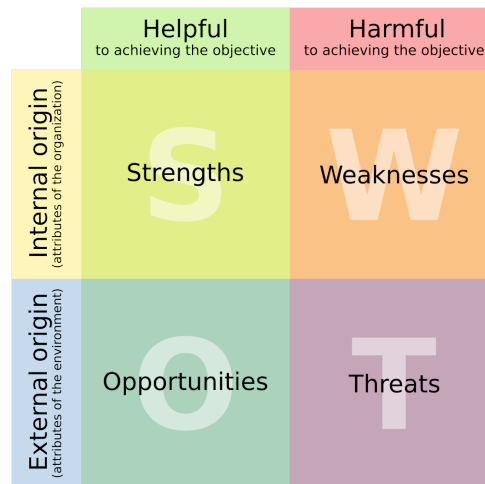 Helpful
to achieving the objective
Harmful
to achieving the objective
Internal origin
(attributes of the organization)
S
Strengths
W
Weaknesses
External origin
(attributes of the environment)
O
Opportunities
T
Threats